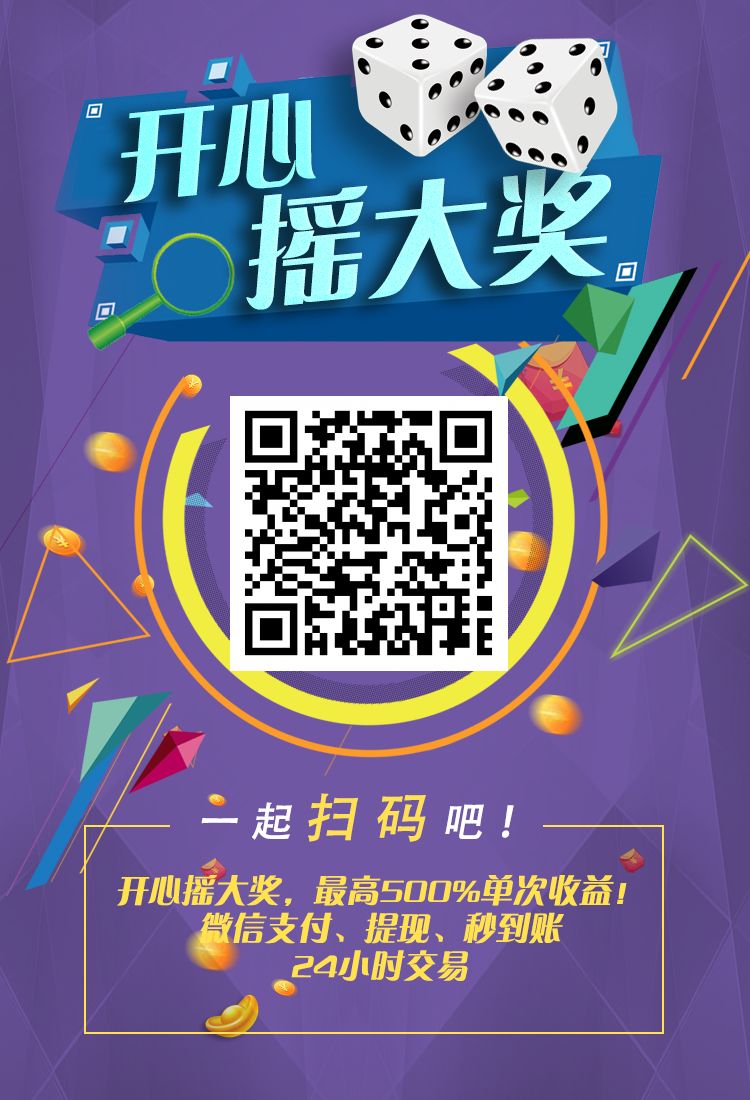 开心
摇大奖
一起扫码吧！
开心摇大奖，最高500%单次收益！
微信支付、提现、秒到账
24小时交易